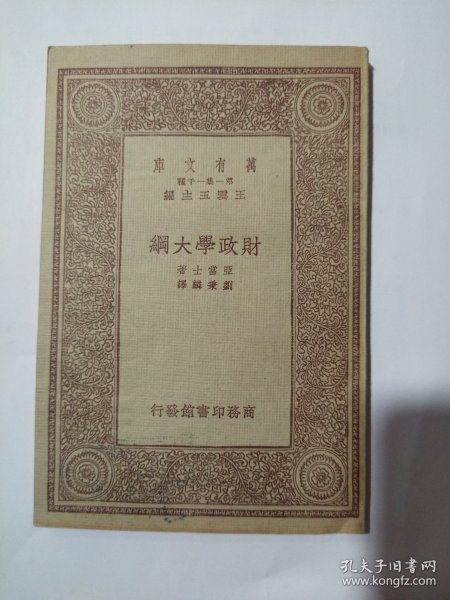 庫文有萬
種千一集一第
編主五雲王
綱大學政財
著士當亞
譯麟秉劉
行發館書印務商
孔夫子旧书网
www.kongfz.com